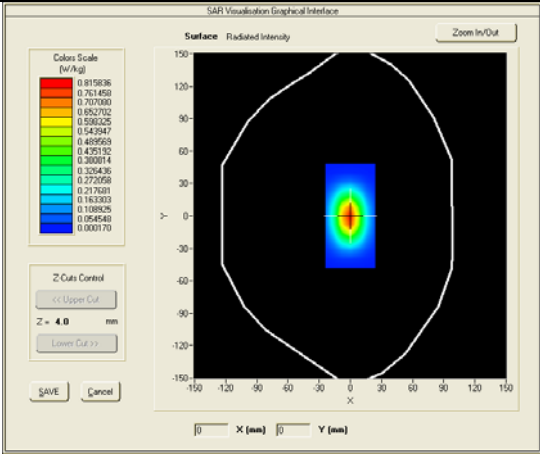 SAR Visualisation Graphical Interface
Surface Radiated Intensity
Zoom In/Out
Colors Scale
(W/kg)
0.815836
0.761458
0.707080
0.652702
0.598325
0.543947
0.489569
0.435192
0.380814
0.326436
0.272058
0.217681
0.163303
0.108925
0.054548
0.000170
150
120
90
60
30
0
-30
-60
-90
-120
-150
Y
-150 -120 -90 -60 -30 0 30 60 90 120 150
X
Z-Cuts Control
<< Upper Cut
Z = 4.0 mm
Lower Cut >>
SAVE Cancel
0 X (mm) 0 Y (mm)